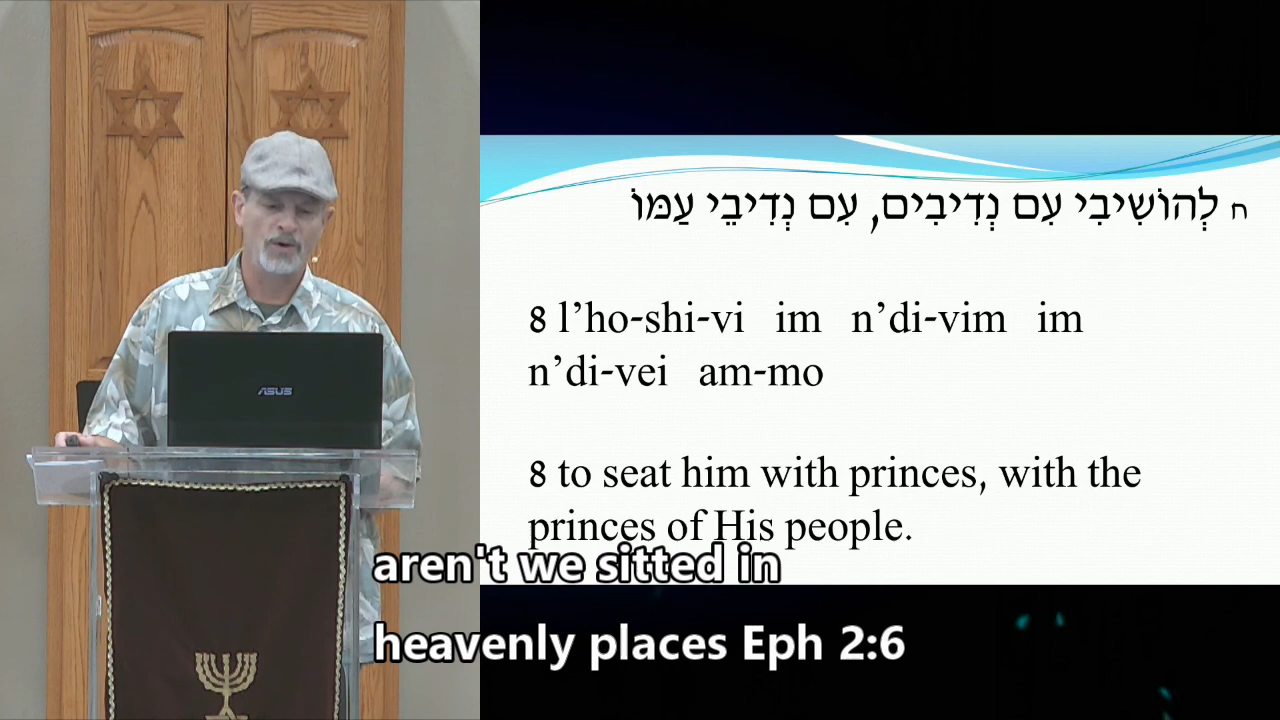 ASUS
ח לְהוֹשִׁיבִי עִם נְדִיבִים, עִם נְדִיבֵי עַמּוֹ
8 l’ho-shi-vi im n’di-vim im
n’di-vei am-mo
8 to seat him with princes, with the
princes of His people.
aren't we sitted in
heavenly places Eph 2:6